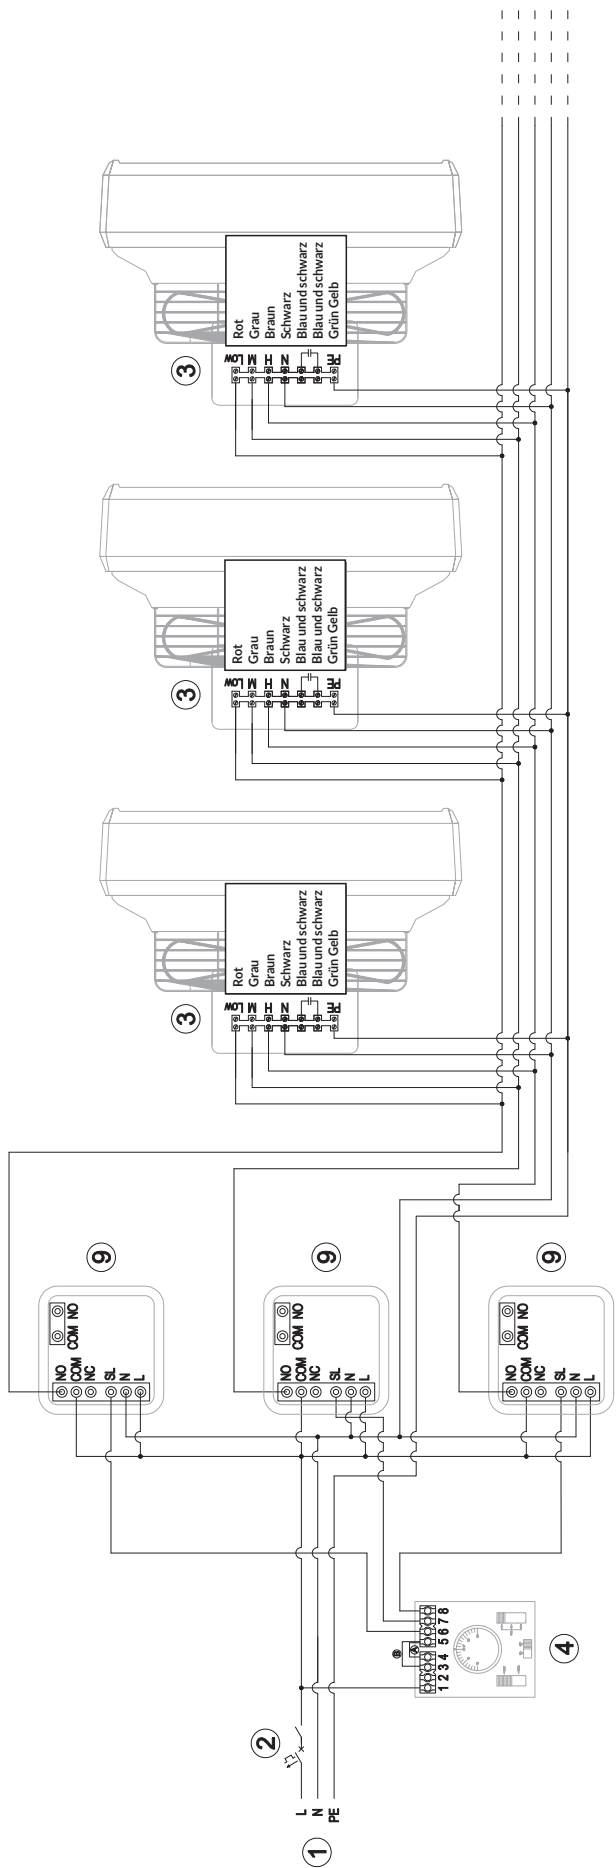 3
Rot
Grau
Braun
Schwarz
Blau und schwarz
Blau und schwarz
Grün Gelb
Low
M
H
N
PE
3
Rot
Grau
Braun
Schwarz
Blau und schwarz
Blau und schwarz
Grün Gelb
Low
M
H
N
PE
3
Rot
Grau
Braun
Schwarz
Blau und schwarz
Blau und schwarz
Grün Gelb
Low
M
H
N
PE
9
COM NO
NO
COM
NC
SL
N
L
9
COM NO
NO
COM
NC
SL
N
L
9
COM NO
NO
COM
NC
SL
N
L
4
1 2 3 4 5 6 7 8
A
B
2
L
N
PE
1